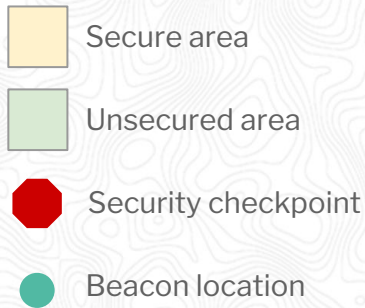 Secure area
Unsecured area
Security checkpoint
Beacon location